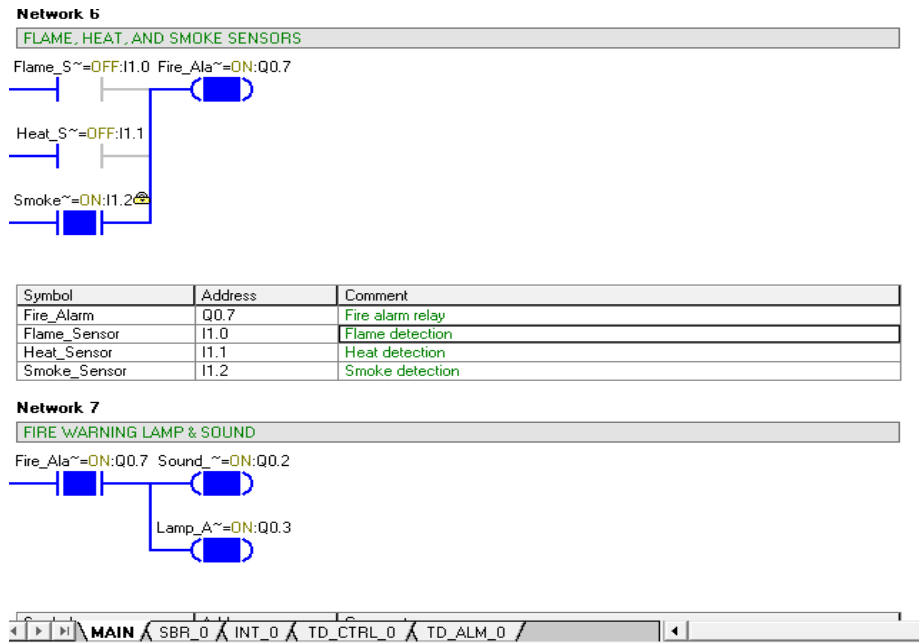 Network 6
FLAME, HEAT, AND SMOKE SENSORS
Flame_S~=OFF:I1.0 Fire_Ala~=ON:Q0.7
Heat_S~=OFF:I1.1
Smoke~=ON:I1.2
Symbol Address Comment
Fire_Alarm Q0.7 Fire alarm relay
Flame_Sensor I1.0 Flame detection
Heat_Sensor I1.1 Heat detection
Smoke_Sensor I1.2 Smoke detection
Network 7
FIRE WARNING LAMP & SOUND
Fire_Ala~=ON:Q0.7 Sound_~=ON:Q0.2
Lamp_A~=ON:Q0.3
MAIN SBR_0 INT_0 TD_CTRL_0 TD_ALM_0